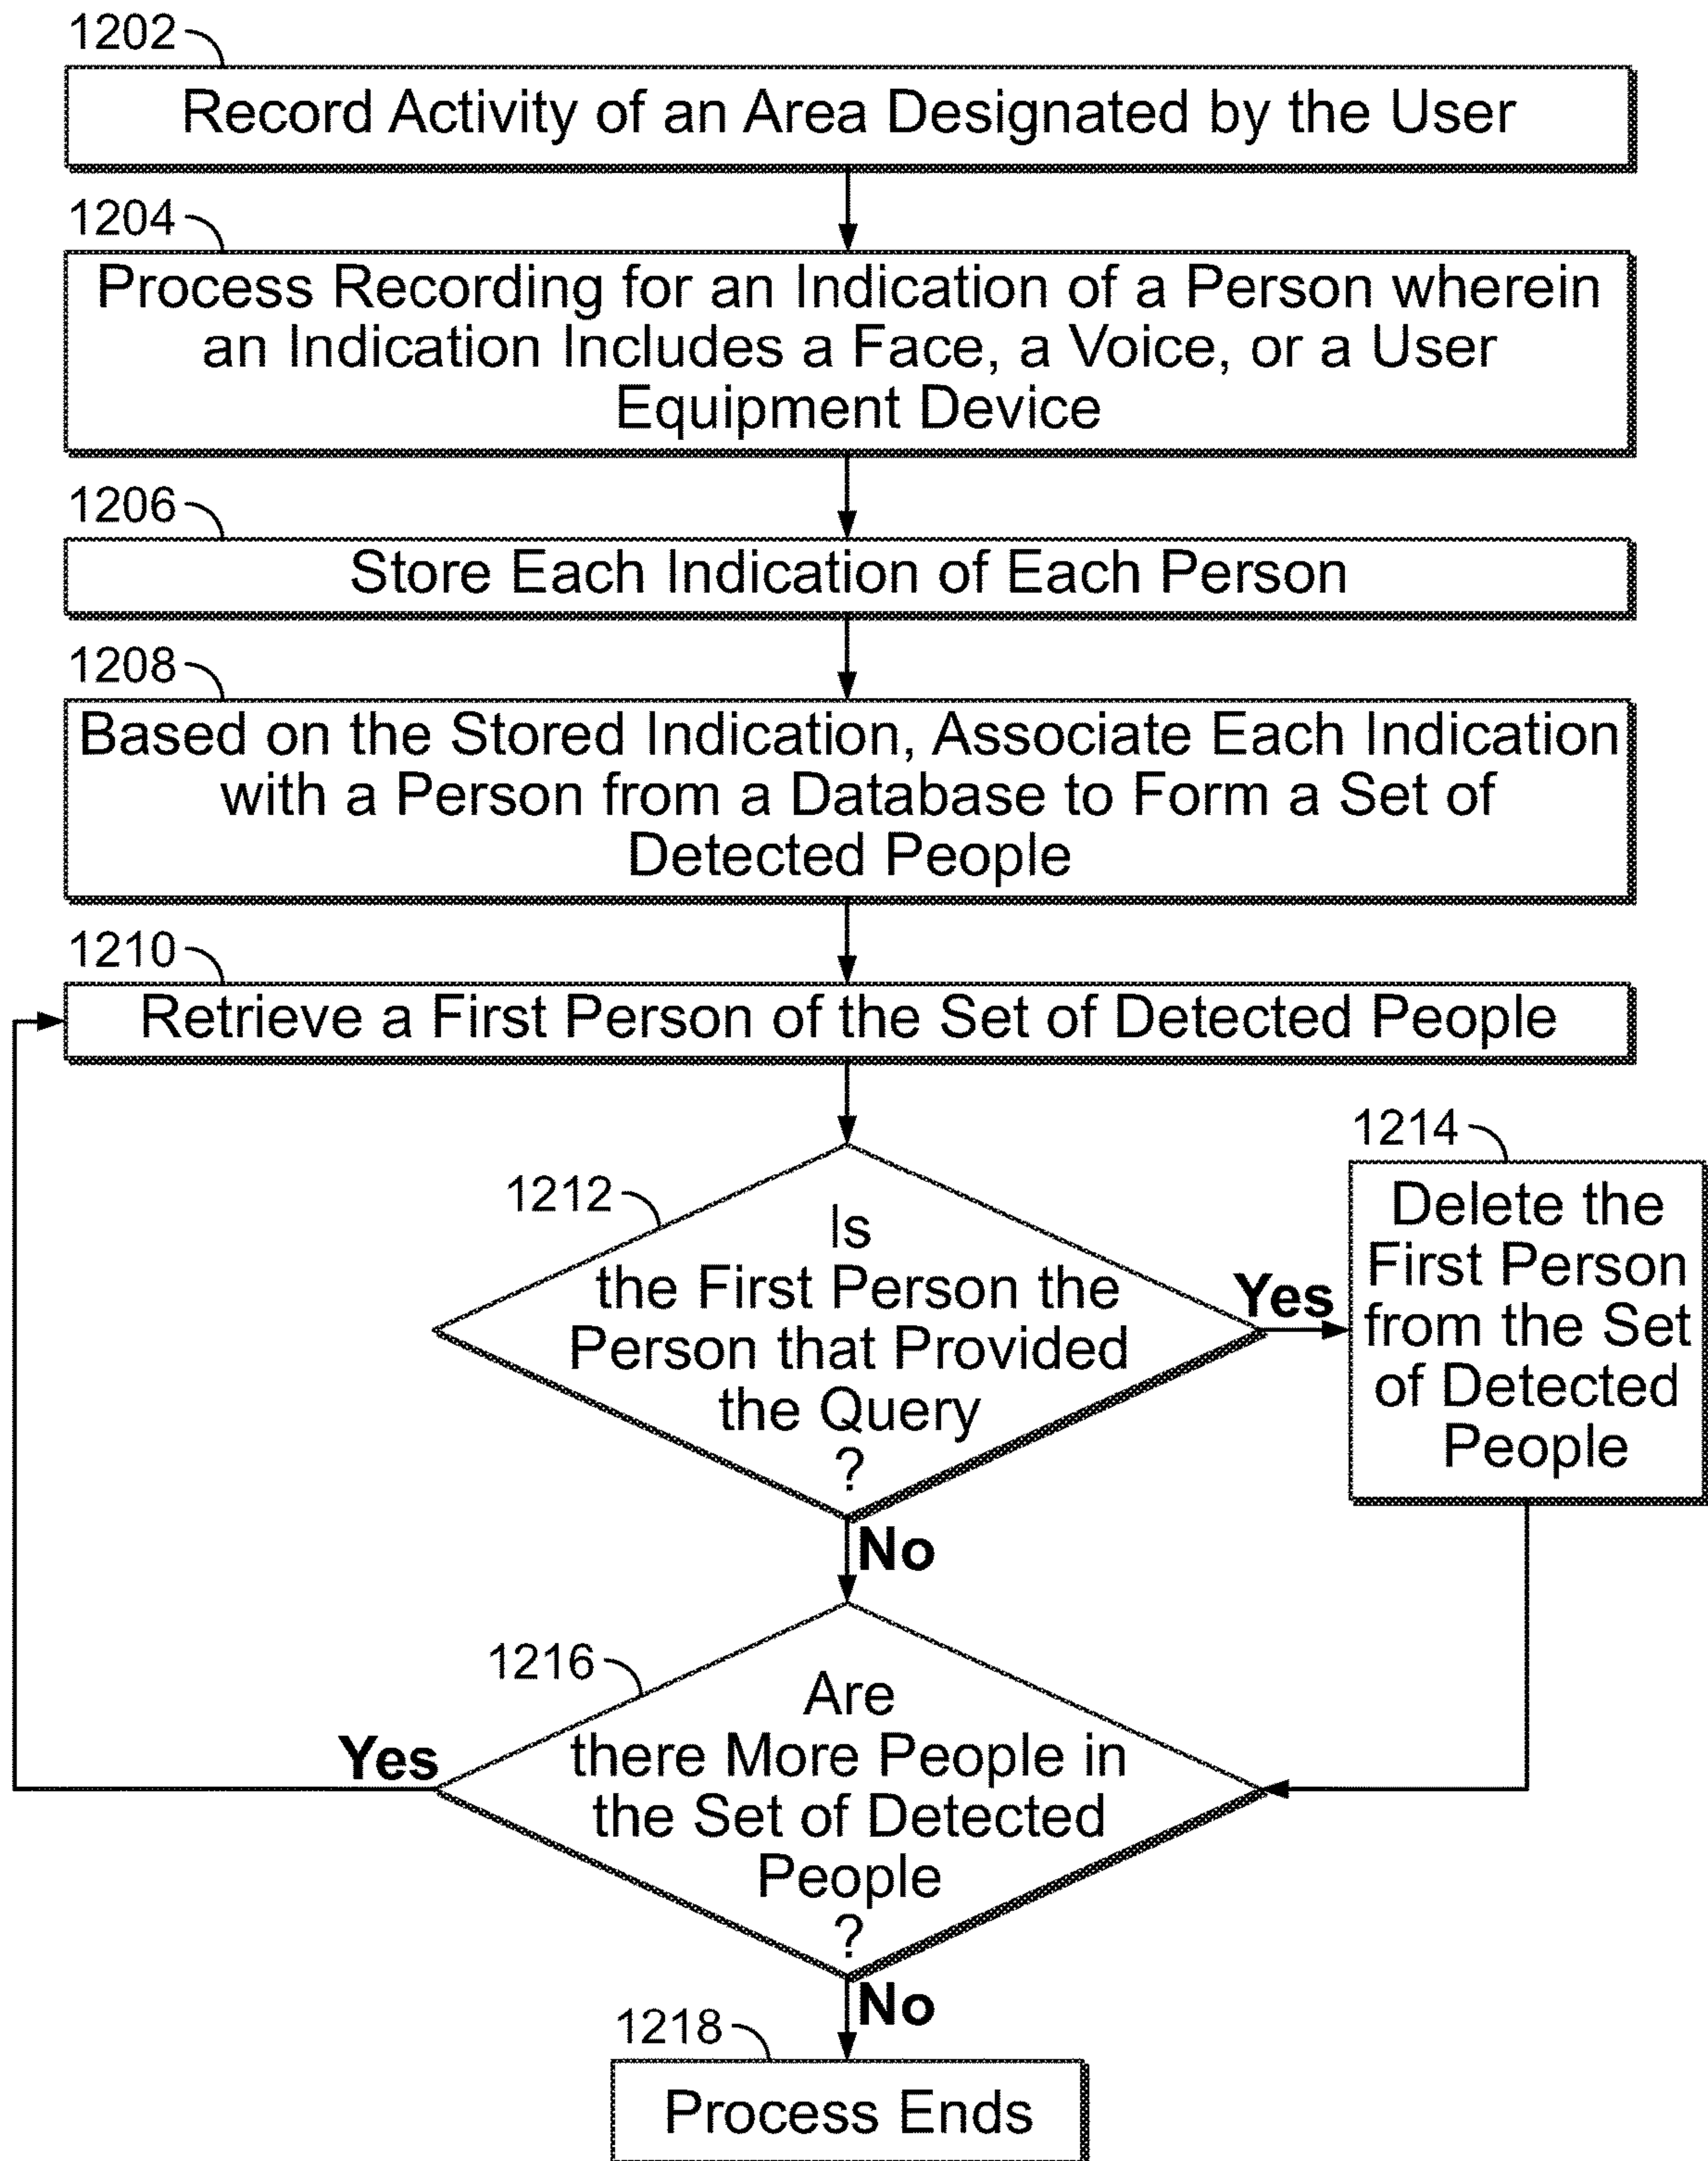 1202
Record Activity of an Area Designated by the User
1204
Process Recording for an Indication of a Person wherein
an Indication Includes a Face, a Voice, or a User
Equipment Device
1206
Store Each Indication of Each Person
1208
Based on the Stored Indication, Associate Each Indication
with a Person from a Database to Form a Set of
Detected People
1210
Retrieve a First Person of the Set of Detected People
1212
Is
the First Person the
Person that Provided
the Query
?
Yes
1214
Delete the
First Person
from the Set
of Detected
People
No
1216
Are
there More People in
the Set of Detected
People
?
Yes
No
1218
Process Ends